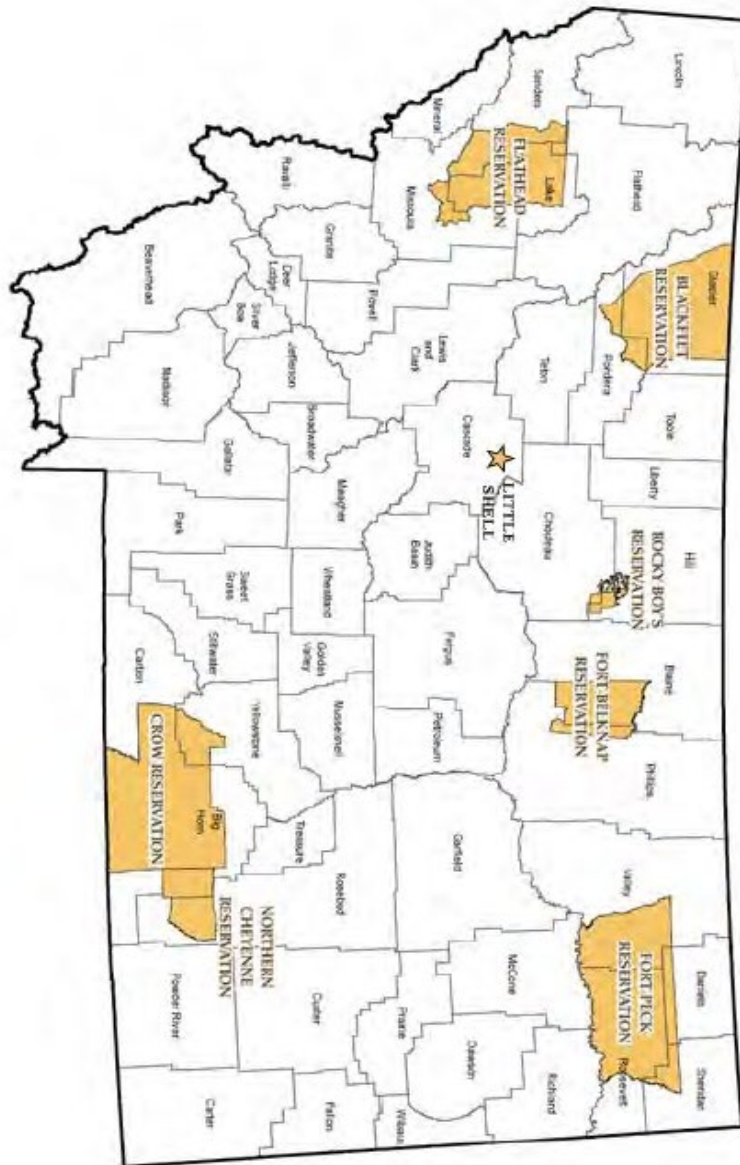 Lincoln
Flathead
Glacier
BLACKFEET
RESERVATION
Toole
Liberty
Hill
ROCKY BOY'S
RESERVATION
Blaine
FORT BELKNAP
RESERVATION
Phillips
Valley
Daniels
Sheridan
FORT PECK
RESERVATION
Roosevelt
Sanders
Lake
FLATHEAD
RESERVATION
Pondera
Teton
Chouteau
LITTLE
SHELL
Mineral
Missoula
Lewis
and
Clark
Cascade
Judith
Basin
Fergus
Petroleum
Garfield
McCone
Richland
Dawson
Prairie
Wibaux
Ravalli
Granite
Powell
Deer
Lodge
Silver
Bow
Jefferson
Broadwater
Meagher
Wheatland
Golden
Valley
Musselshell
Treasure
Rosebud
Custer
Fallon
Beaverhead
Madison
Gallatin
Park
Sweet
Grass
Stillwater
Carbon
Yellowstone
Big
Horn
CROW RESERVATION
NORTHERN
CHEYENNE
RESERVATION
Powder River
Carter